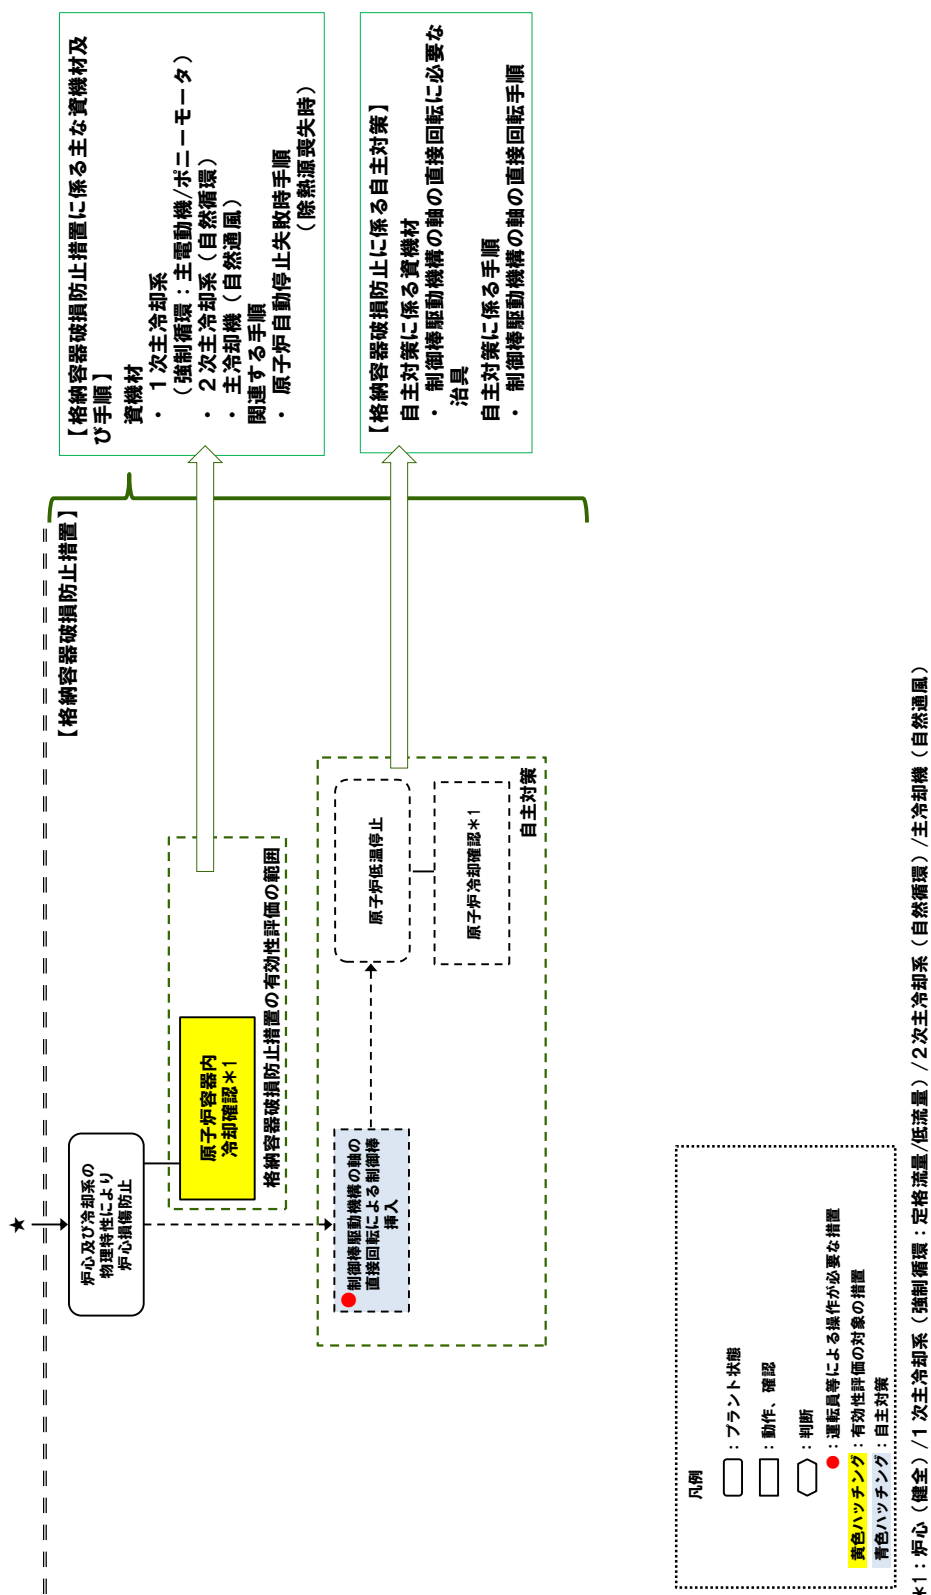 【格納容器破損防止措置】
★
炉心及び冷却系の
物理特性により
炉心損傷防止
原子炉容器内
冷却確認＊1
格納容器破損防止措置の有効性評価の範囲
●制御棒駆動機構の軸の
直接回転による制御棒
挿入
原子炉低温停止
原子炉冷却確認＊1
自主対策
【格納容器破損防止措置に係る主な資機材及
び手順】
資機材
・ １次主冷却系
（強制循環：主電動機/ポニーモータ）
・ ２次主冷却系（自然循環）
・ 主冷却機（自然通風）
関連する手順
・ 原子炉自動停止失敗時手順
（除熱源喪失時）
【格納容器破損防止に係る自主対策】
自主対策に係る資機材
・ 制御棒駆動機構の軸の直接回転に必要な
治具
自主対策に係る手順
・ 制御棒駆動機構の軸の直接回転手順
凡例
：プラント状態
：動作、確認
：判断
●：運転員等による操作が必要な措置
黄色ハッチング：有効性評価の対象の措置
青色ハッチング：自主対策
＊1：炉心（健全）/１次主冷却系（強制循環：定格流量/低流量）/２次主冷却系（自然循環）/主冷却機（自然通風）